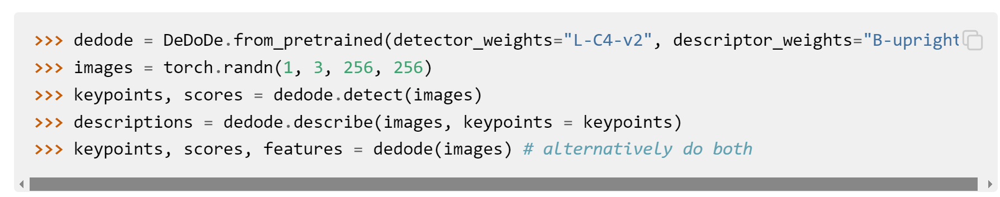 >>> dedode = DeDoDe.from_pretrained(detector_weights="L-C4-v2", descriptor_weights="B-upright
>>> images = torch.randn(1, 3, 256, 256)
>>> keypoints, scores = dedode.detect(images)
>>> descriptions = dedode.describe(images, keypoints = keypoints)
>>> keypoints, scores, features = dedode(images) # alternatively do both